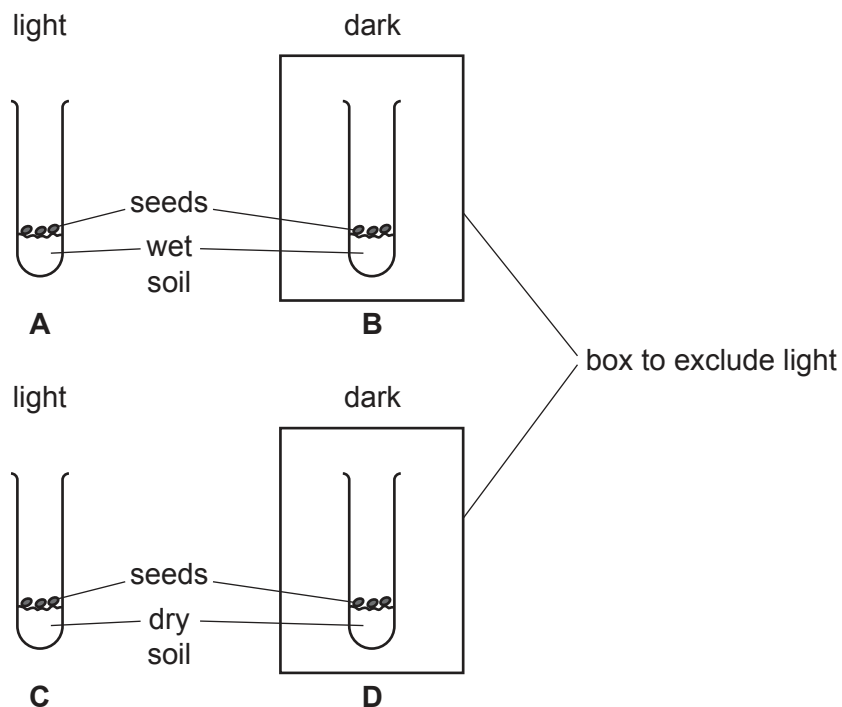 light
dark
seeds
wet
soil
A
B
box to exclude light
light
dark
seeds
dry
soil
C
D